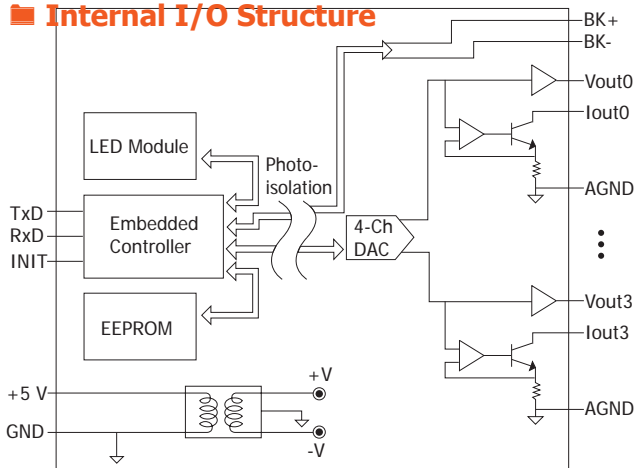 Internal I/O Structure
BK+
BK-
Vout0
Iout0
LED Module
Photo-
isolation
AGND
TxD
RxD
INIT
Embedded
Controller
4-Ch
DAC
Vout3
Iout3
EEPROM
+5 V
+V
AGND
GND
-V